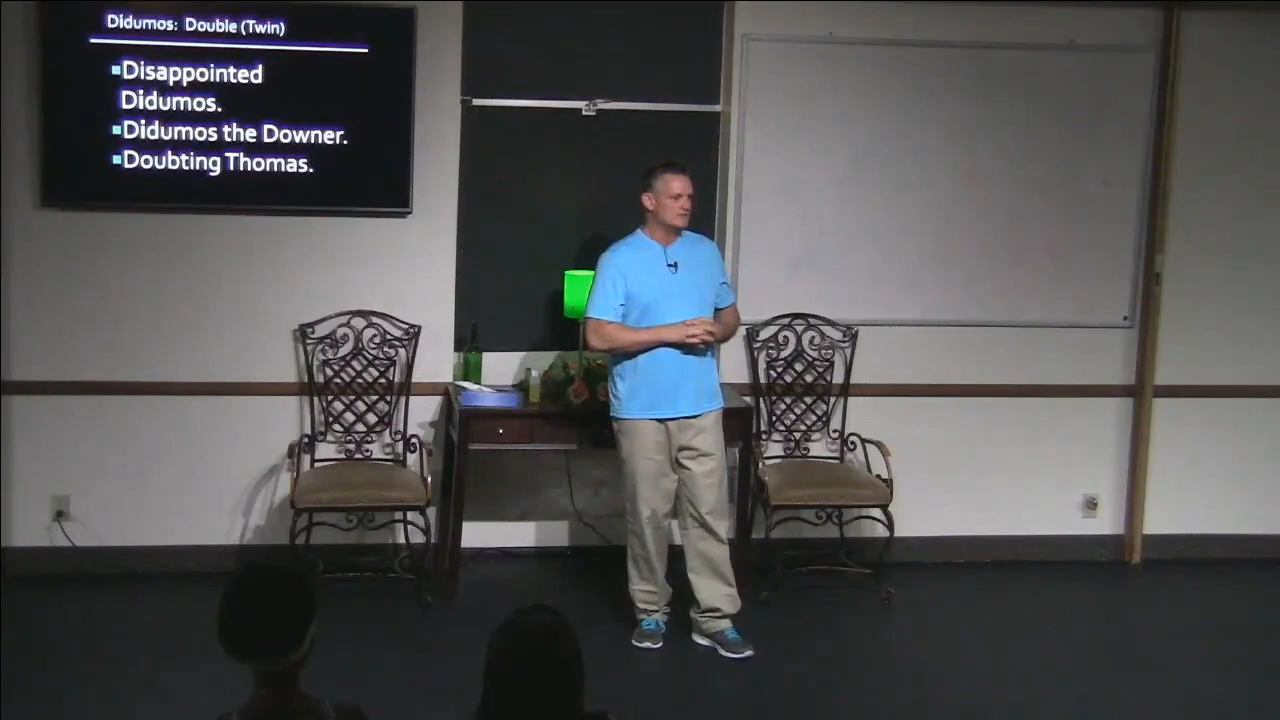 Didumos: Double (Twin)
▪Disappointed
Didumos.
▪Didumos the Downer.
▪Doubting Thomas.